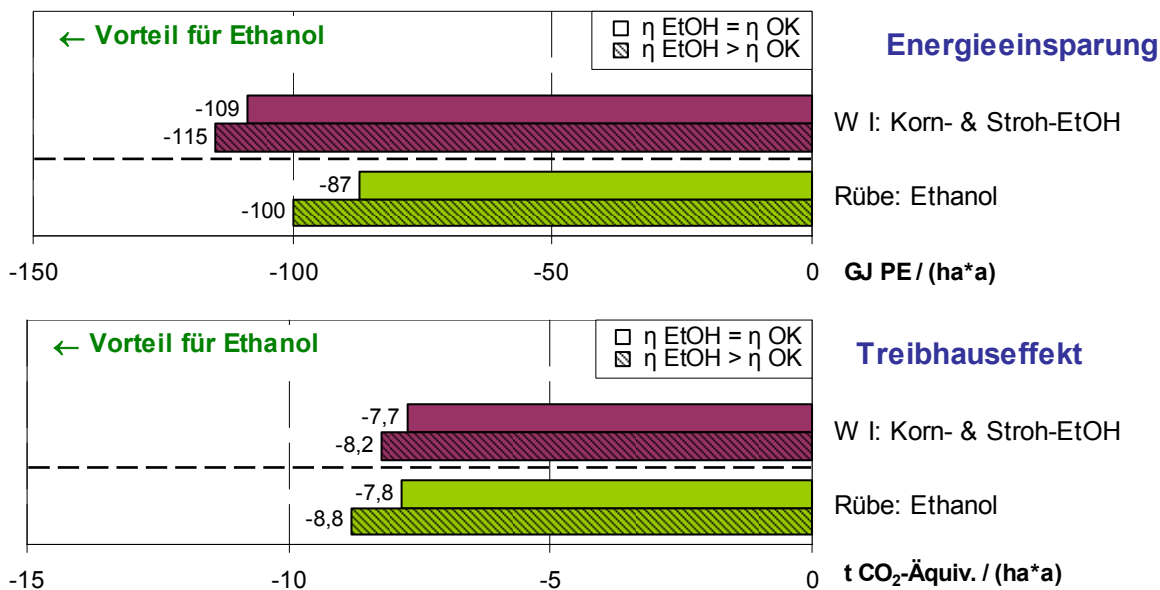 ← Vorteil für Ethanol
η EtOH = η OK
η EtOH > η OK
Energieeinsparung
-109
-115
W I: Korn- & Stroh-EtOH
-87
-100
Rübe: Ethanol
-150 -100 -50 0 GJ PE / (ha*a)
← Vorteil für Ethanol
η EtOH = η OK
η EtOH > η OK
Treibhauseffekt
-7,7
-8,2
W I: Korn- & Stroh-EtOH
-7,8
-8,8
Rübe: Ethanol
-15 -10 -5 0 t CO₂-Äquiv. / (ha*a)